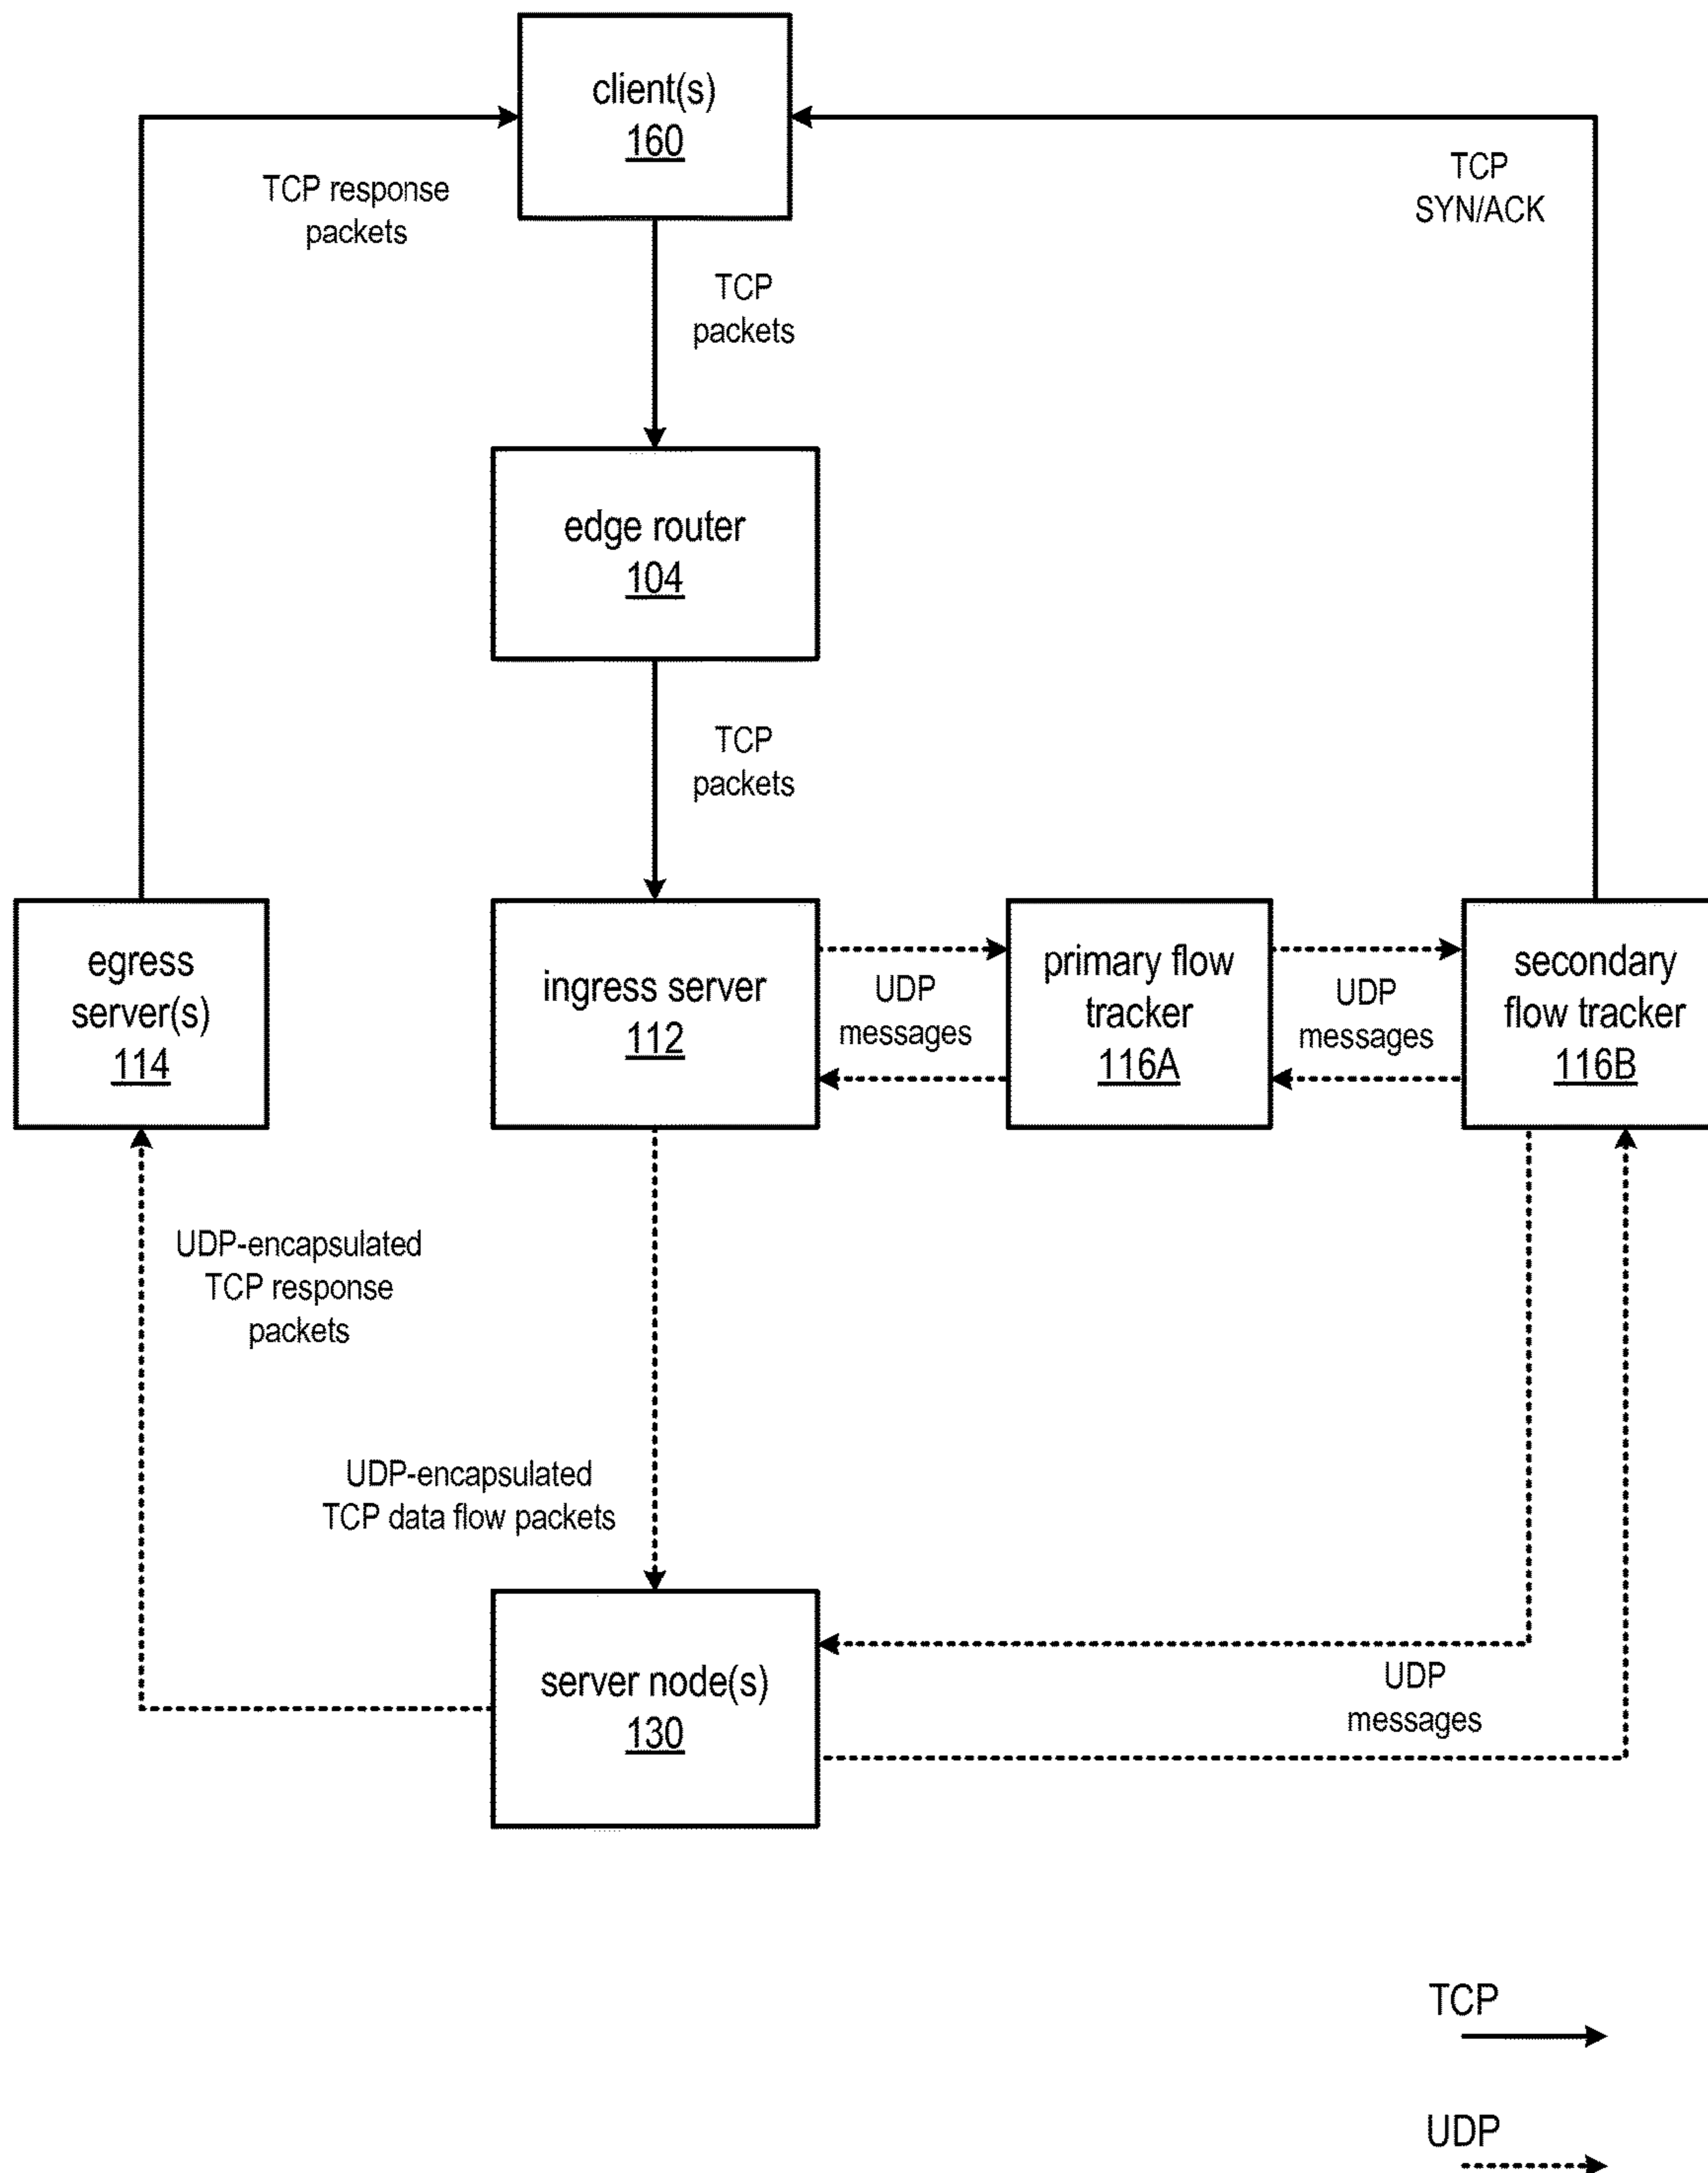 client(s)
160
TCP response
packets
TCP
SYN/ACK
TCP
packets
edge router
104
TCP
packets
egress
server(s)
114
ingress server
112
UDP
messages
primary flow
tracker
116A
UDP
messages
secondary
flow tracker
116B
UDP-encapsulated
TCP response
packets
UDP-encapsulated
TCP data flow packets
server node(s)
130
UDP
messages
TCP
UDP